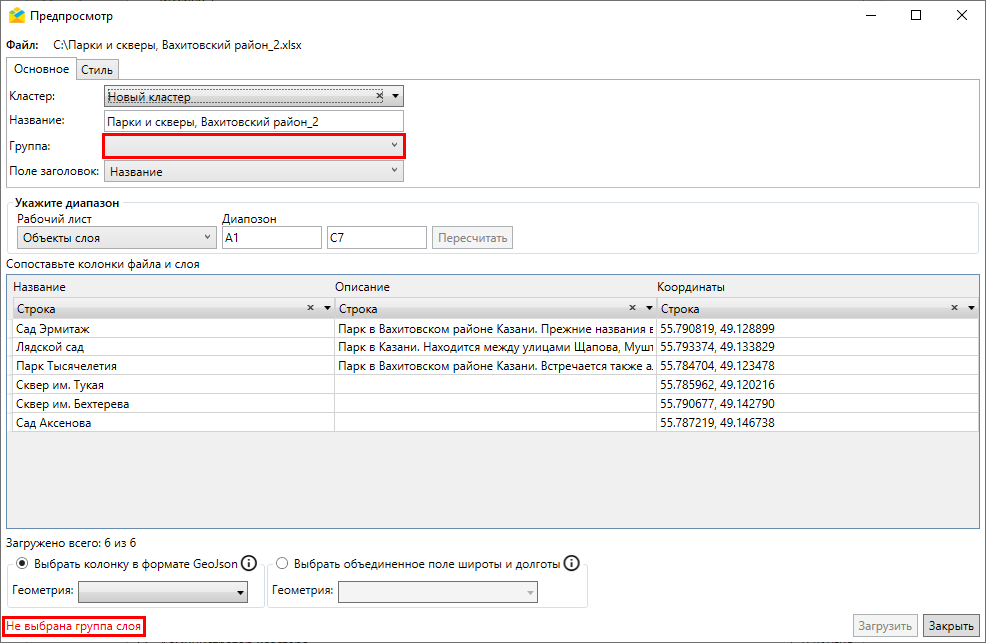 Предпросмотр
Файл: C:\Парки и скверы, Вахитовский район_2.xlsx
Основное Стиль
Кластер: Новый кластер
Название: Парки и скверы, Вахитовский район_2
Группа:
Поле заголовок: Название
Укажите диапазон
Рабочий лист Диапозон
Объекты слоя A1 C7 Пересчитать
Сопоставьте колонки файла и слоя
Название Описание Координаты
Строка Строка Строка
Сад Эрмитаж Парк в Вахитовском районе Казани. Прежние названия в 55.790819, 49.128899
Лядской сад Парк в Казани. Находится между улицами Щапова, Мушт 55.793374, 49.133829
Парк Тысячелетия Парк в Вахитовском районе Казани. Встречается также а 55.784704, 49.123478
Сквер им. Тукая 55.785962, 49.120216
Сквер им. Бехтерева 55.790677, 49.142790
Сад Аксенова 55.787219, 49.146738
Загружено всего: 6 из 6
Выбрать колонку в формате GeoJson Выбрать объединенное поле широты и долготы
Геометрия: Геометрия:
Не выбрана группа слоя Загрузить Закрыть